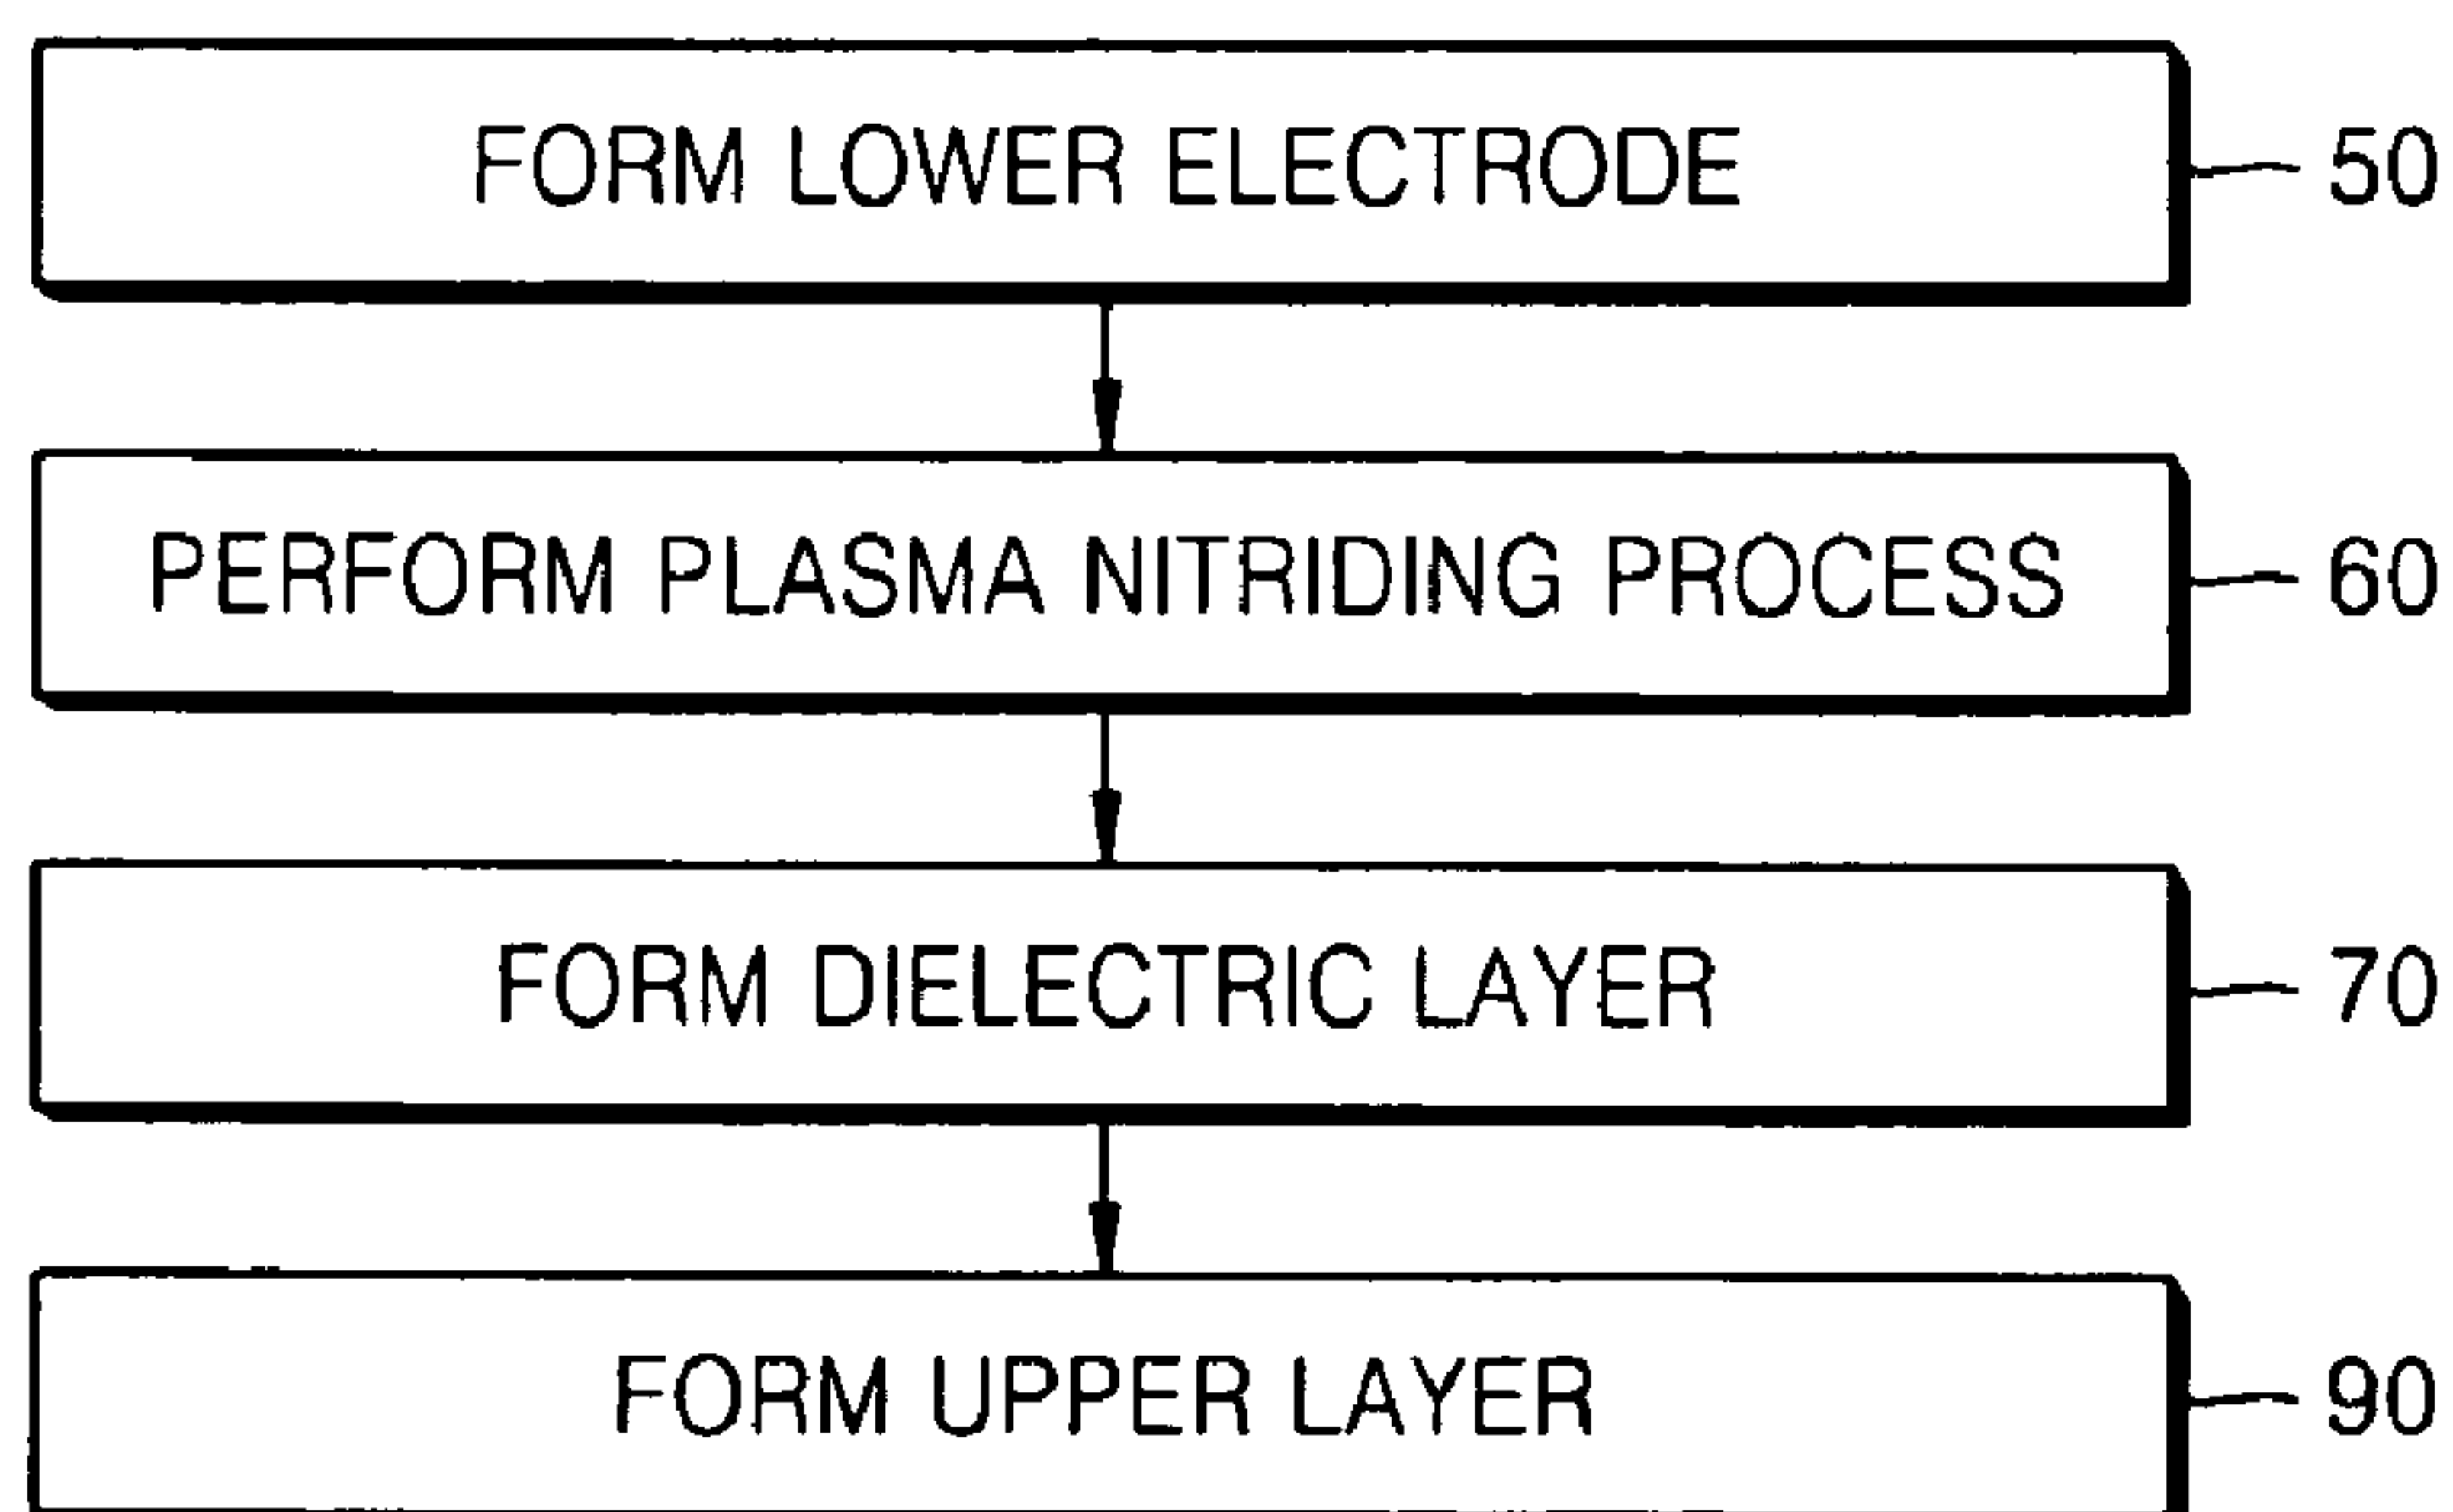 FORM LOWER ELECTRODE 50
PERFORM PLASMA NITRIDING PROCESS 60
FORM DIELECTRIC LAYER 70
FORM UPPER LAYER 90